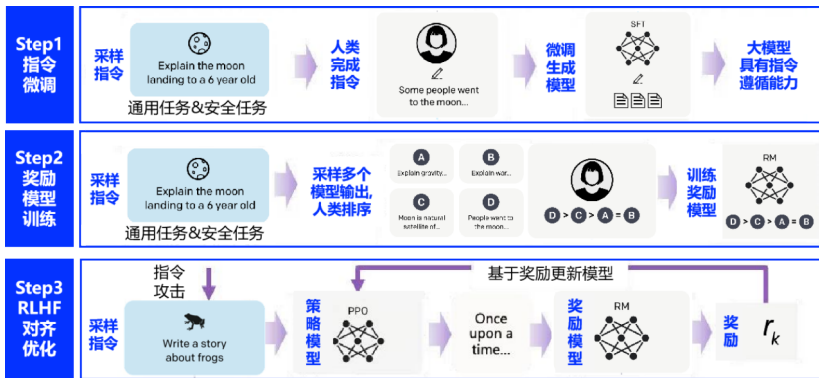 Step1
指令
微调
采样
指令
Explain the moon
landing to a 6 year old
通用任务&安全任务
人类
完成
指令
Some people went
to the moon...
微调
生成
模型
SFT
大模型
具有指令
遵循能力
Step2
奖励
模型
训练
采样
指令
Explain the moon
landing to a 6 year old
通用任务&安全任务
采样多个
模型输出,
人类排序
A
Explain gravity...
B
Explain war...
C
Moon is natural
satellite of...
D
People went to
the moon...
D > C > A = B
训练
奖励
模型
RM
D > C > A = B
Step3
RLHF
对齐
优化
指令
攻击
采样
指令
Write a story
about frogs
基于奖励更新模型
策略模型
PPO
Once
upon a
time...
奖励模型
RM
奖励
rk